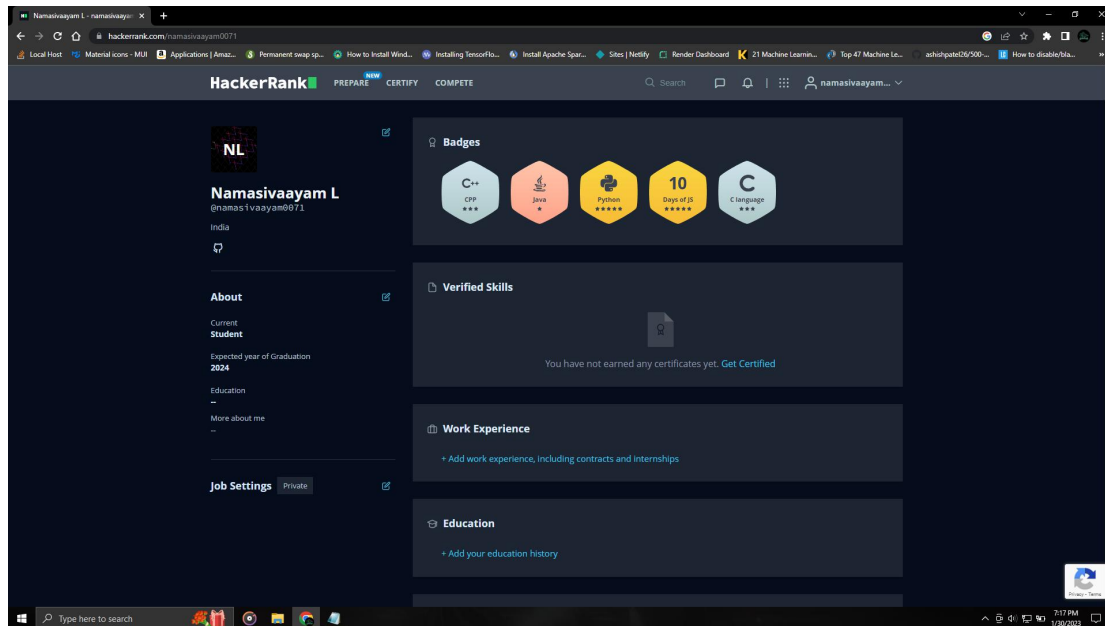 Namasivaayam L - namasivaayam
hackerrank.com/namasivaayam0071
Local Host
Material icons - MUI
Applications | Amaz...
Permanent swap sp...
How to Install Wind...
Installing TensorFlo...
Install Apache Spar...
Sites | Netlify
Render Dashboard
21 Machine Learnin...
Top 47 Machine Le...
ashishpatel26/500-...
How to disable/bla...
»
HackerRank
PREPARE
NEW
CERTIFY
COMPETE
Search
namasivaayam...
NL
Namasivaayam L
@namasivaayam0071
India
About
Current
Student
Expected year of Graduation
2024
Education
--
More about me
--
Job Settings
Private
Badges
C++
CPP
Java
Python
10
Days of JS
C
C language
Verified Skills
You have not earned any certificates yet. Get Certified
Work Experience
+ Add work experience, including contracts and internships
Education
+ Add your education history
Privacy - Terms
Type here to search
7:17 PM
1/30/2023